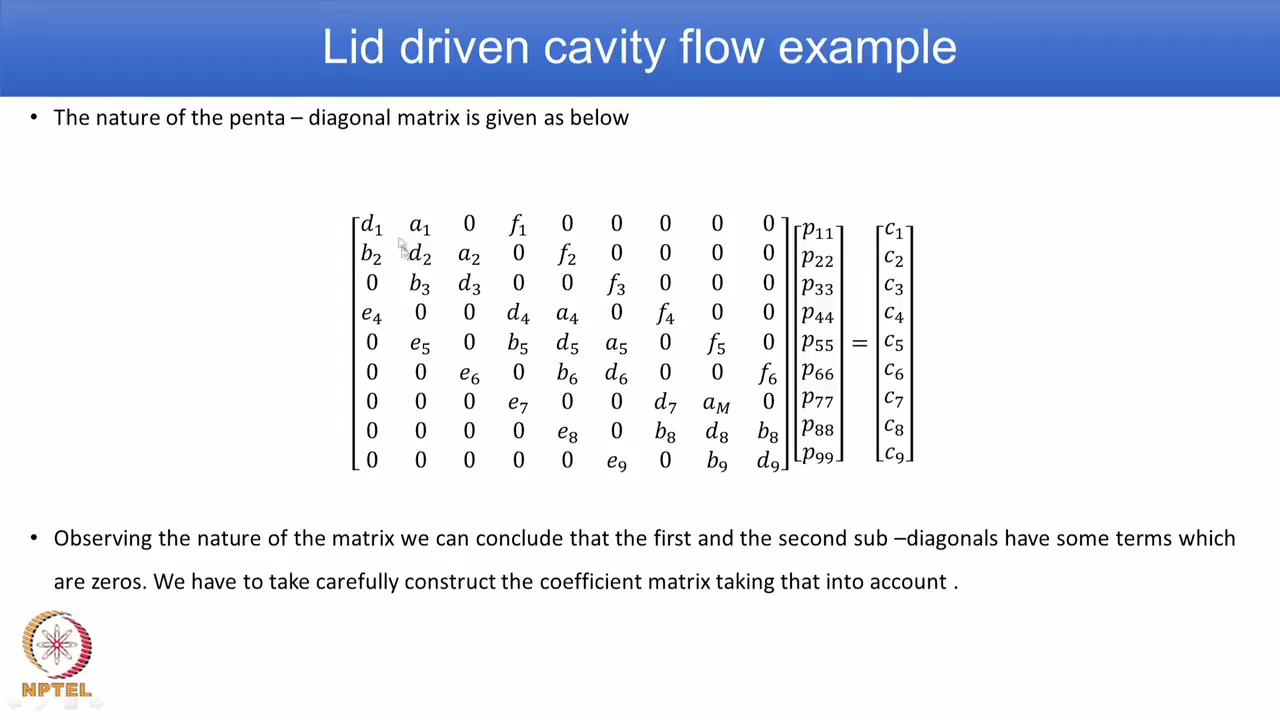 Lid driven cavity flow example
• The nature of the penta – diagonal matrix is given as below
d₁ a₁ 0 f₁ 0 0 0 0 0 p₁₁ c₁
b₂ d₂ a₂ 0 f₂ 0 0 0 0 p₂₂ c₂
0 b₃ d₃ 0 0 f₃ 0 0 0 p₃₃ c₃
e₄ 0 0 d₄ a₄ 0 f₄ 0 0 p₄₄ c₄
0 e₅ 0 b₅ d₅ a₅ 0 f₅ 0 p₅₅ = c₅
0 0 e₆ 0 b₆ d₆ 0 0 f₆ p₆₆ c₆
0 0 0 e₇ 0 0 d₇ a_M 0 p₇₇ c₇
0 0 0 0 e₈ 0 b₈ d₈ b₈ p₈₈ c₈
0 0 0 0 0 e₉ 0 b₉ d₉ p₉₉ c₉
• Observing the nature of the matrix we can conclude that the first and the second sub –diagonals have some terms which
are zeros. We have to take carefully construct the coefficient matrix taking that into account .
NPTEL